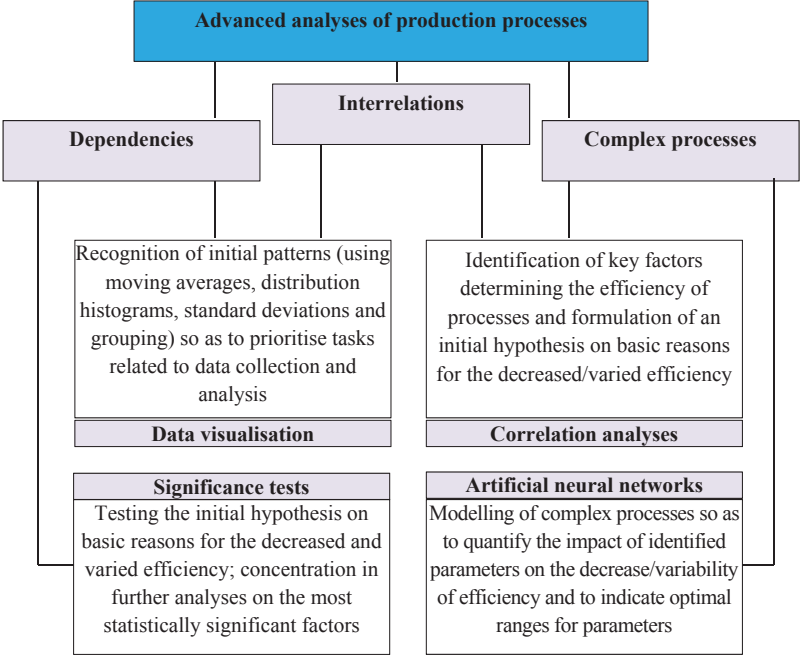 Advanced analyses of production processes
Interrelations
Dependencies
Complex processes
Recognition of initial patterns (using
moving averages, distribution
histograms, standard deviations and
grouping) so as to prioritise tasks
related to data collection and
analysis
Data visualisation
Identification of key factors
determining the efficiency of
processes and formulation of an
initial hypothesis on basic reasons
for the decreased/varied efficiency
Correlation analyses
Significance tests
Testing the initial hypothesis on
basic reasons for the decreased and
varied efficiency; concentration in
further analyses on the most
statistically significant factors
Artificial neural networks
Modelling of complex processes so as
to quantify the impact of identified
parameters on the decrease/variability
of efficiency and to indicate optimal
ranges for parameters